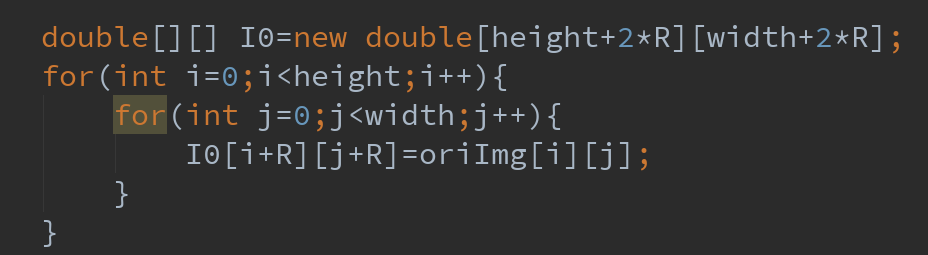 double[][] I0=new double[height+2*R][width+2*R];
for(int i=0;i<height;i++){
    for(int j=0;j<width;j++){
        I0[i+R][j+R]=oriImg[i][j];
    }
}